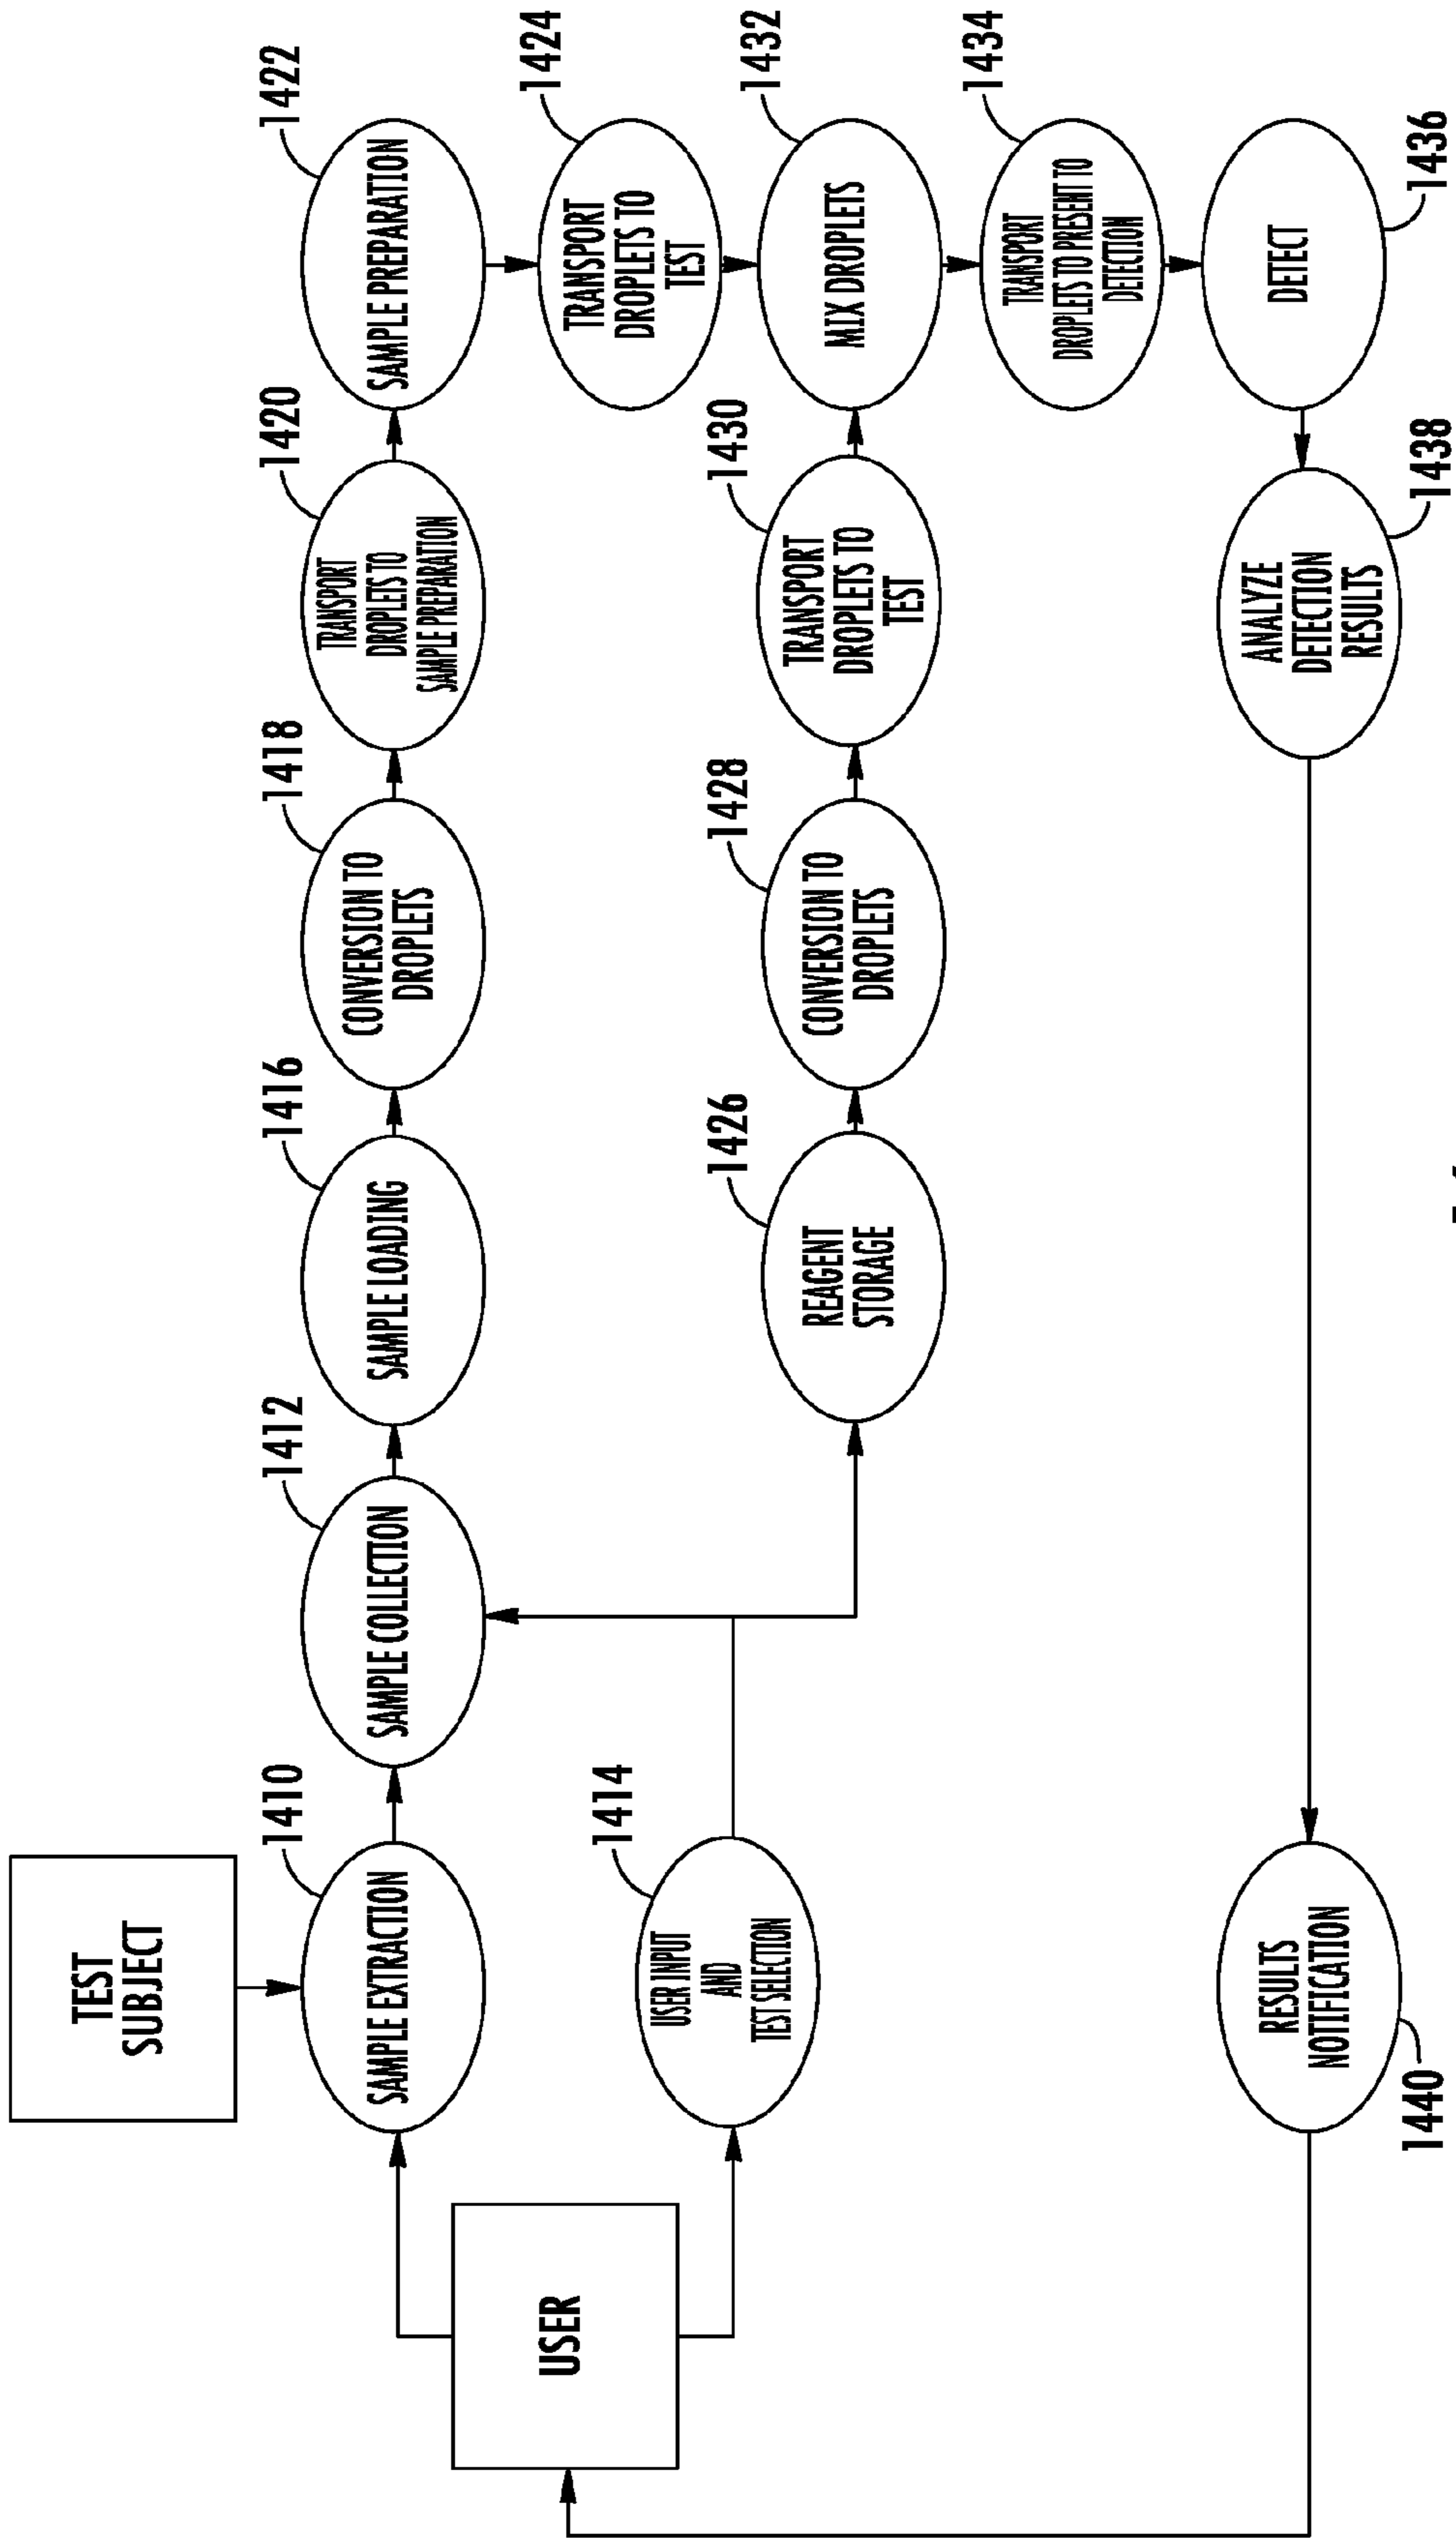 TEST
SUBJECT
USER
1410
SAMPLE EXTRACTION
1412
SAMPLE COLLECTION
1416
SAMPLE LOADING
1418
CONVERSION TO
DROPLETS
1420
TRANSPORT
DROPLETS TO
SAMPLE PREPARATION
1422
SAMPLE PREPARATION
1424
TRANSPORT
DROPLETS TO
TEST
1414
USER INPUT
AND
TEST SELECTION
1426
REAGENT
STORAGE
1428
CONVERSION TO
DROPLETS
1430
TRANSPORT
DROPLETS TO
TEST
1432
MIX DROPLETS
1434
TRANSPORT
DROPLETS TO PRESENT TO
DETECTION
DETECT
1436
ANALYZE
DETECTION
RESULTS
1438
RESULTS
NOTIFICATION
1440